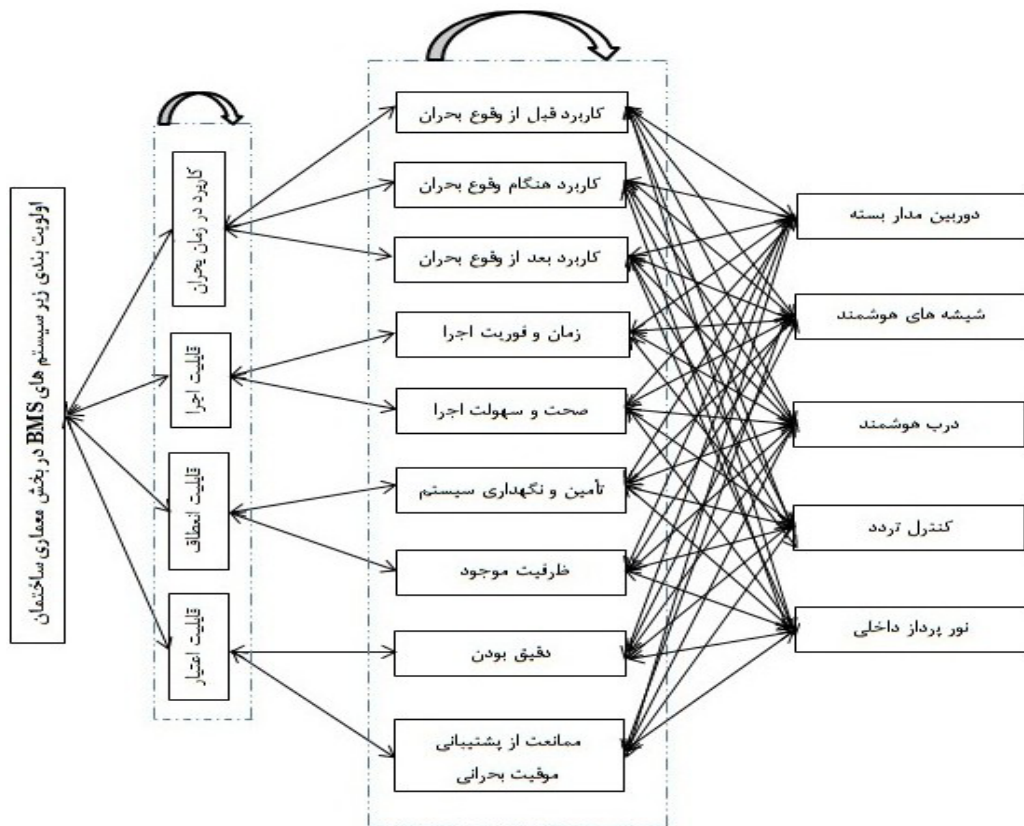 اولویت بندی زیر سیستم های BMS در بخش معماری ساختمان
کاربرد در زمان بحران
قابلیت اجرا
قابلیت انعطاف
قابلیت اعتبار
کاربرد قبل از وقوع بحران
کاربرد هنگام وقوع بحران
کاربرد بعد از وقوع بحران
زمان و فوریت اجرا
صحت و سهولت اجرا
تأمین و نگهداری سیستم
ظرفیت موجود
دقیق بودن
ممانعت از پشتیبانی
موقیت بحرانی
دوربین مدار بسته
شیشه های هوشمند
درب هوشمند
کنترل تردد
نور پرداز داخلی